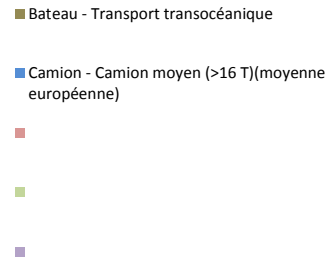 Bateau - Transport transocéanique
Camion - Camion moyen (>16 T)(moyenne
européenne)